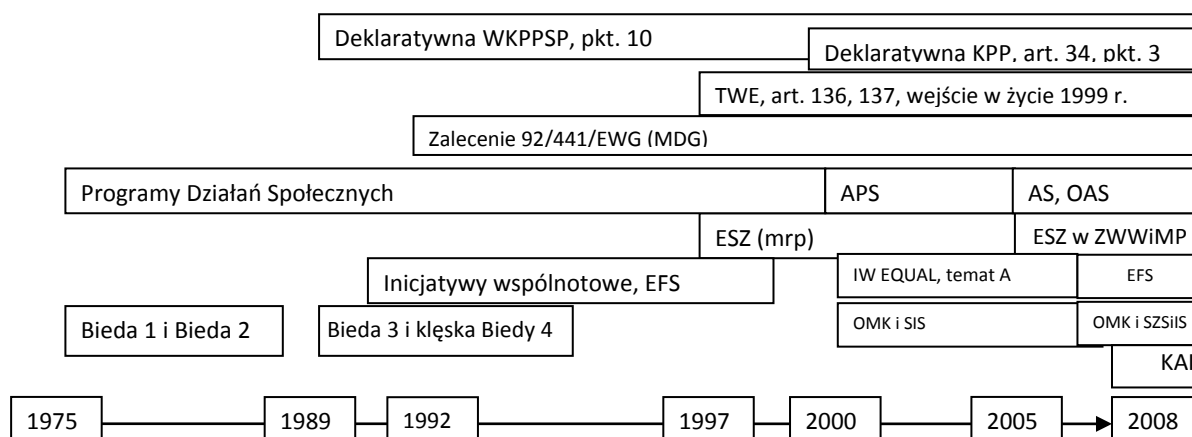 Deklaratywna WKPPSP, pkt. 10
Deklaratywna KPP, art. 34, pkt. 3
TWE, art. 136, 137, wejście w życie 1999 r.
Zalecenie 92/441/EWG (MDG)
Programy Działań Społecznych
APS
AS, OAS
ESZ (mrp)
ESZ w ZWWiMP
Inicjatywy wspólnotowe, EFS
IW EQUAL, temat A
EFS
Bieda 1 i Bieda 2
Bieda 3 i klęska Biedy 4
OMK i SIS
OMK i SZSiIS
1975
1989
1992
1997
2000
2005
2008